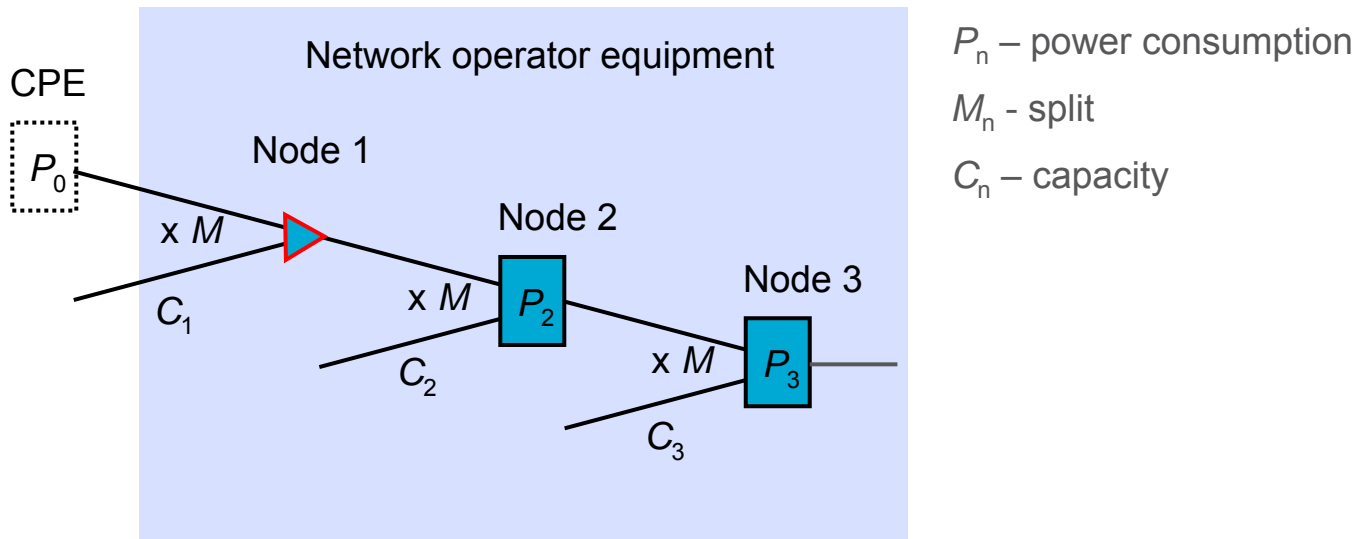 Network operator equipment
CPE
P₀
Node 1
x M
C₁
Node 2
x M
P₂
C₂
Node 3
x M
P₃
C₃
Pₙ – power consumption
Mₙ - split
Cₙ – capacity